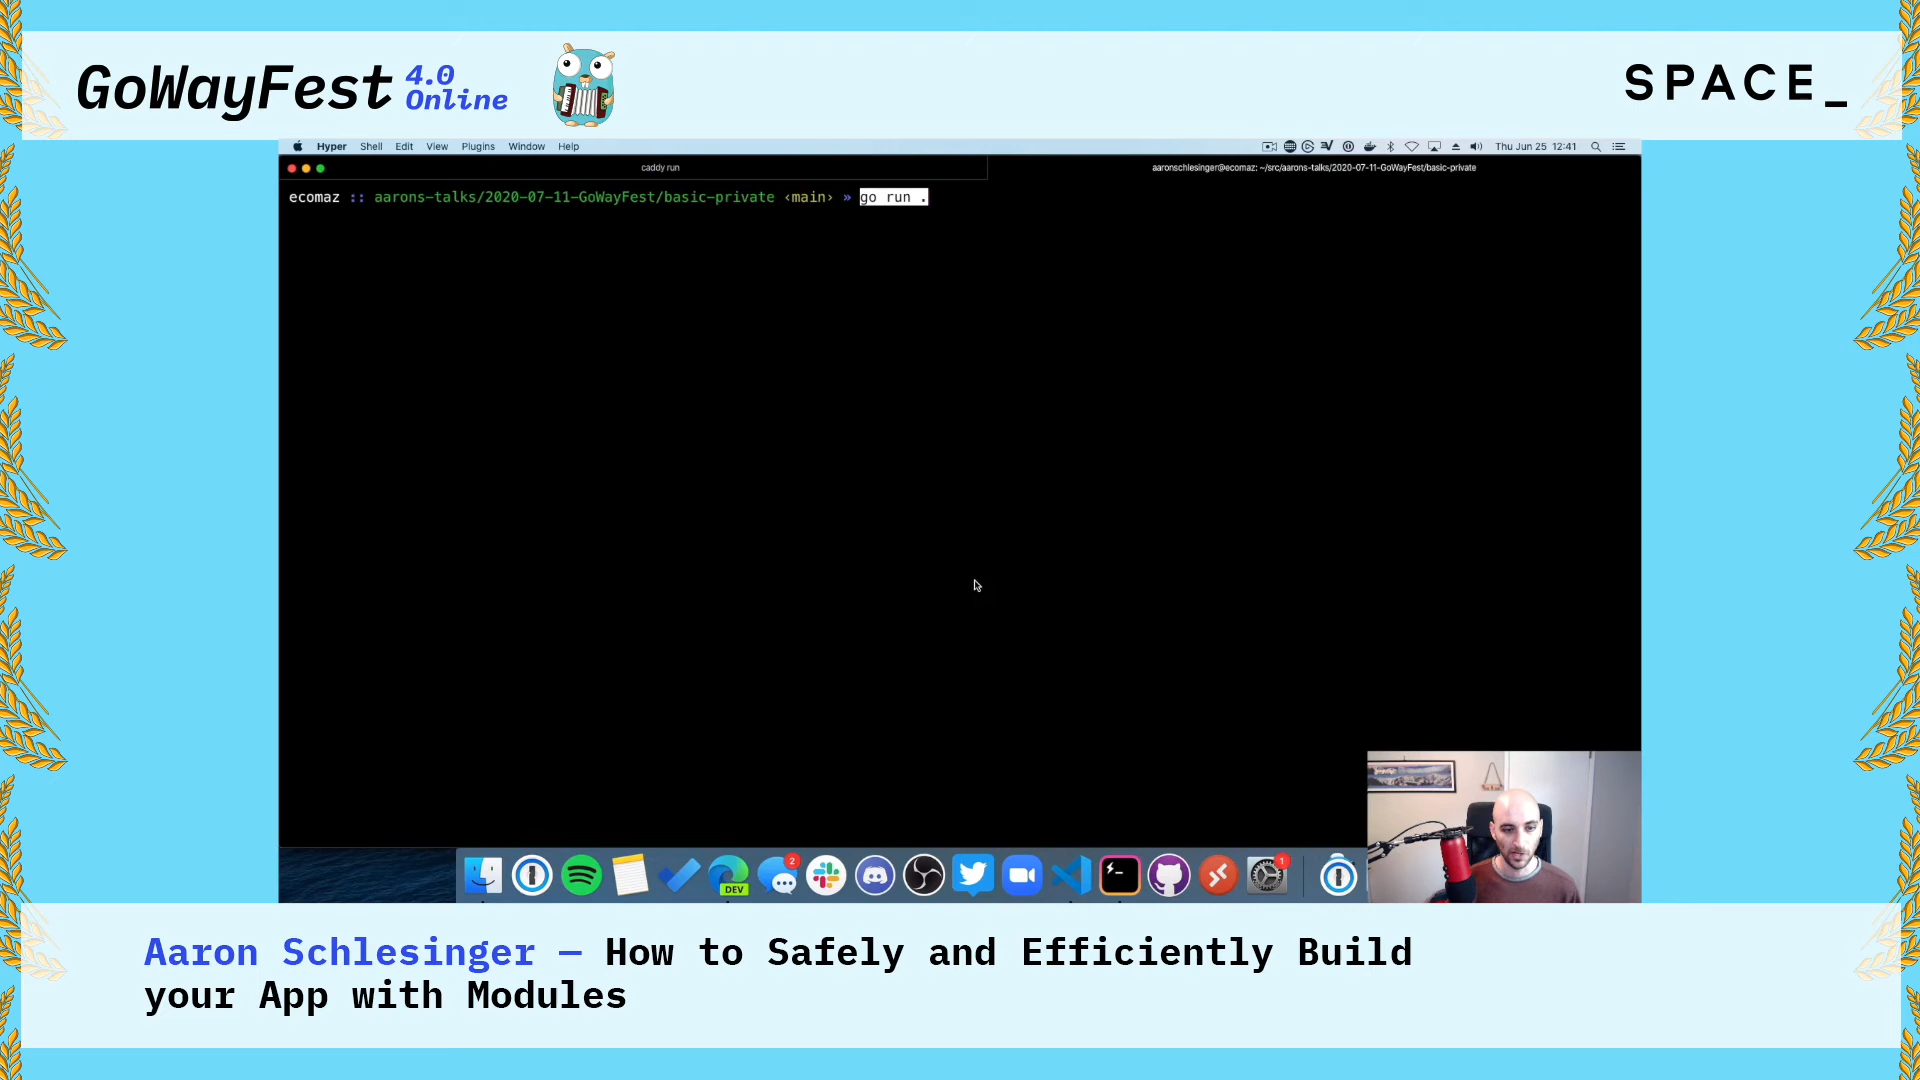 GoWayFest 4.0 Online
SPACE_
Hyper Shell Edit View Plugins Window Help Thu Jun 25 12:41
caddy run
aaronschlesinger@ecomaz: ~/src/aarons-talks/2020-07-11-GoWayFest/basic-private
ecomaz :: aarons-talks/2020-07-11-GoWayFest/basic-private ‹main› » go run .
2
DEV
1
Aaron Schlesinger — How to Safely and Efficiently Build
your App with Modules